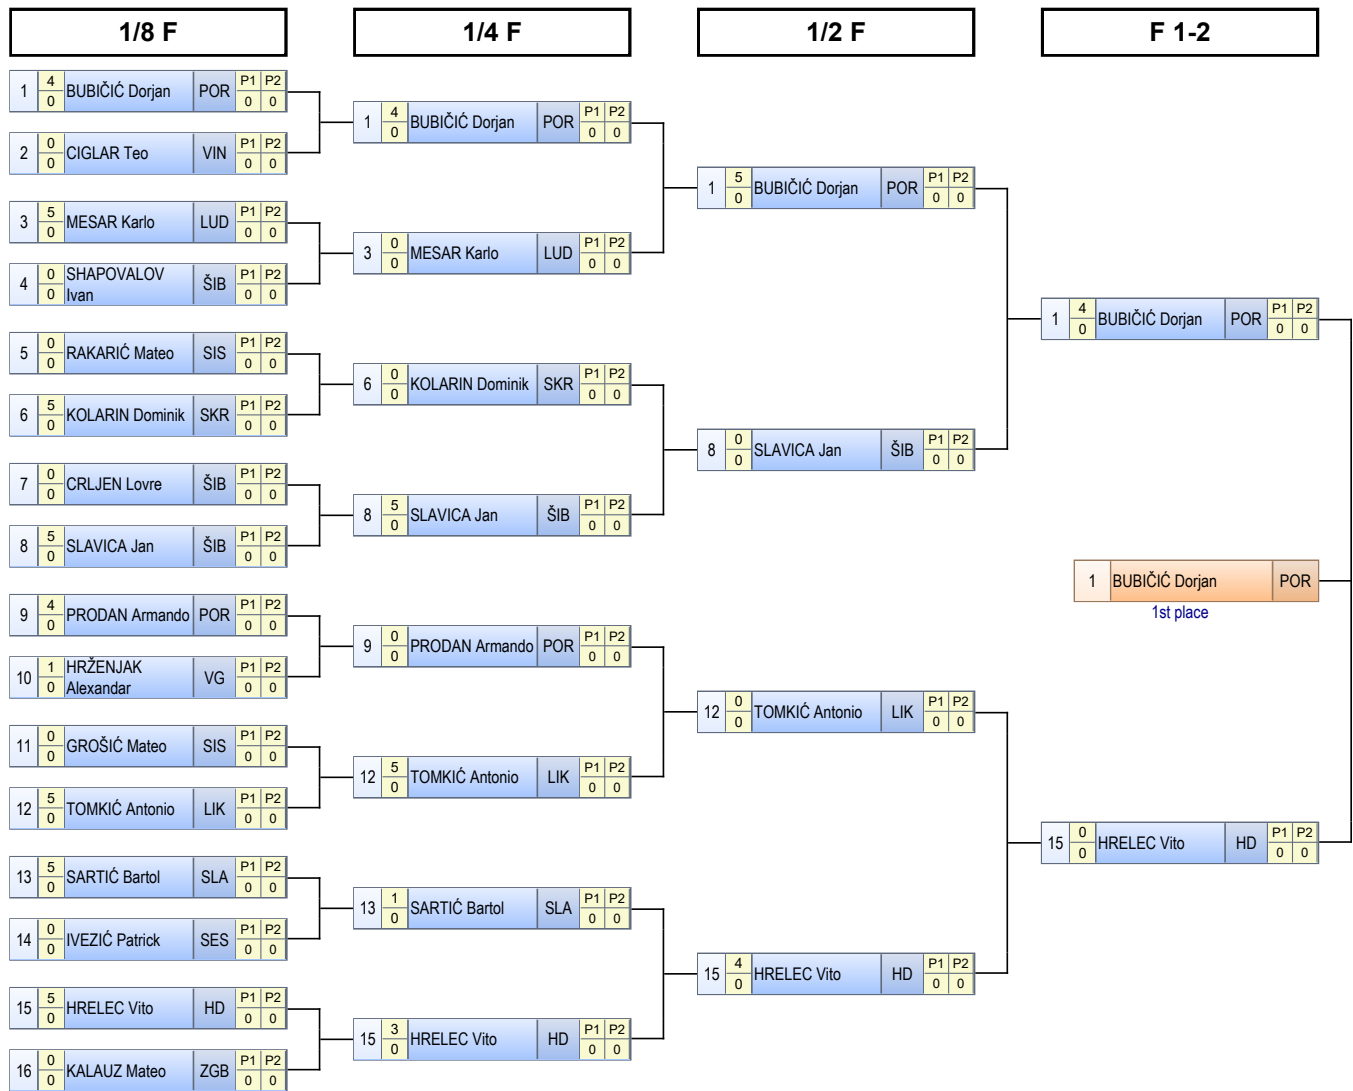 1/8 F
1/4 F
1/2 F
F 1-2
1 4 0 BUBIČIĆ Dorjan POR P1 P2 0 0
2 0 0 CIGLAR Teo VIN P1 P2 0 0
3 5 0 MESAR Karlo LUD P1 P2 0 0
4 0 0 SHAPOVALOV
Ivan ŠIB P1 P2 0 0
5 0 0 RAKARIĆ Mateo SIS P1 P2 0 0
6 5 0 KOLARIN Dominik SKR P1 P2 0 0
7 0 0 CRLJEN Lovre ŠIB P1 P2 0 0
8 5 0 SLAVICA Jan ŠIB P1 P2 0 0
9 4 0 PRODAN Armando POR P1 P2 0 0
10 1 0 HRŽENJAK
Alexandar VG P1 P2 0 0
11 0 0 GROŠIĆ Mateo SIS P1 P2 0 0
12 5 0 TOMKIĆ Antonio LIK P1 P2 0 0
13 5 0 SARTIĆ Bartol SLA P1 P2 0 0
14 0 0 IVEZIĆ Patrick SES P1 P2 0 0
15 5 0 HRELEC Vito HD P1 P2 0 0
16 0 0 KALAUZ Mateo ZGB P1 P2 0 0
1 4 0 BUBIČIĆ Dorjan POR P1 P2 0 0
3 0 0 MESAR Karlo LUD P1 P2 0 0
6 0 0 KOLARIN Dominik SKR P1 P2 0 0
8 5 0 SLAVICA Jan ŠIB P1 P2 0 0
9 0 0 PRODAN Armando POR P1 P2 0 0
12 5 0 TOMKIĆ Antonio LIK P1 P2 0 0
13 1 0 SARTIĆ Bartol SLA P1 P2 0 0
15 3 0 HRELEC Vito HD P1 P2 0 0
1 5 0 BUBIČIĆ Dorjan POR P1 P2 0 0
8 0 0 SLAVICA Jan ŠIB P1 P2 0 0
12 0 0 TOMKIĆ Antonio LIK P1 P2 0 0
15 4 0 HRELEC Vito HD P1 P2 0 0
1 4 0 BUBIČIĆ Dorjan POR P1 P2 0 0
15 0 0 HRELEC Vito HD P1 P2 0 0
1 BUBIČIĆ Dorjan POR
1st place